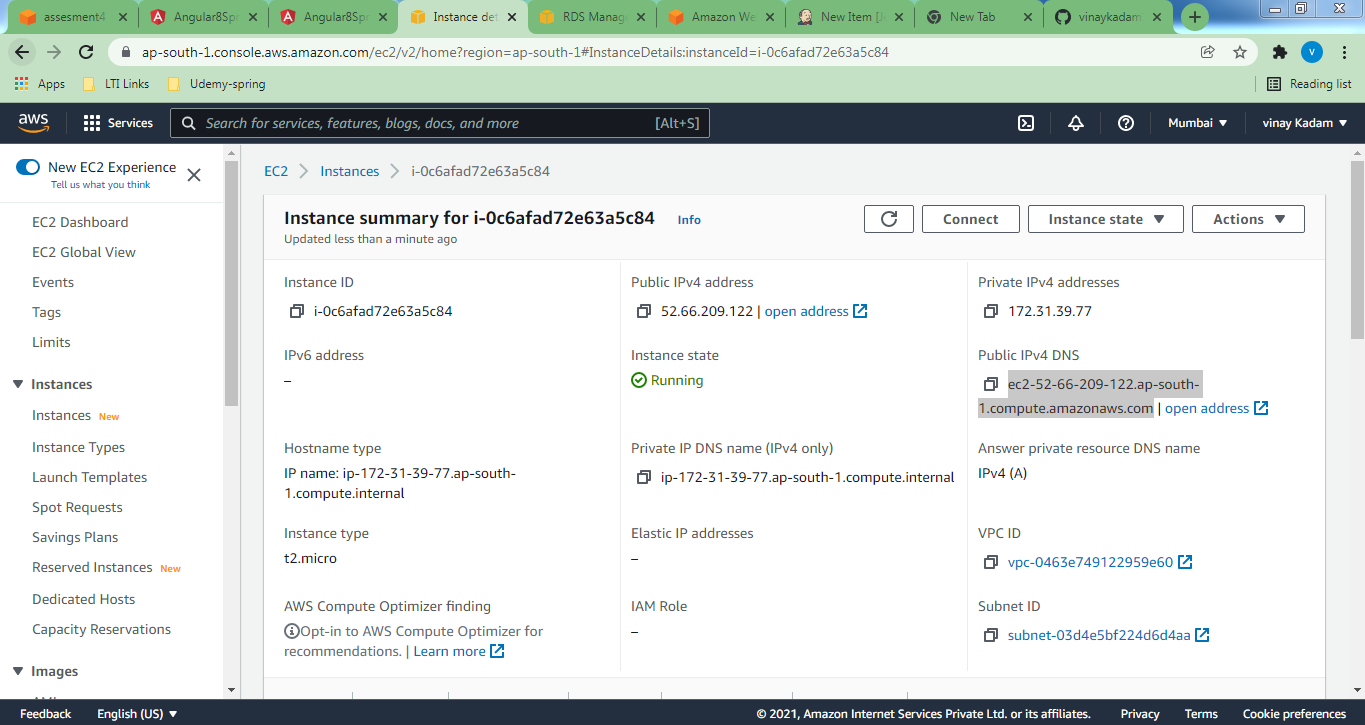 assesment4
Angular8Spr
Angular8Spr
Instance det
RDS Manag
Amazon We
New Item [J
New Tab
vinaykadam
ap-south-1.console.aws.amazon.com/ec2/v2/home?region=ap-south-1#InstanceDetails:instanceId=i-0c6afad72e63a5c84
V
Apps
LTI Links
Udemy-spring
Reading list
aws
Services
Search for services, features, blogs, docs, and more
[Alt+S]
Mumbai
vinay Kadam
New EC2 Experience
Tell us what you think
EC2 Dashboard
EC2 Global View
Events
Tags
Limits
Instances
Instances New
Instance Types
Launch Templates
Spot Requests
Savings Plans
Reserved Instances New
Dedicated Hosts
Capacity Reservations
Images
EC2
Instances
i-0c6afad72e63a5c84
Instance summary for i-0c6afad72e63a5c84 Info
Updated less than a minute ago
Connect
Instance state
Actions
Instance ID
i-0c6afad72e63a5c84
Public IPv4 address
52.66.209.122 | open address
Private IPv4 addresses
172.31.39.77
IPv6 address
–
Instance state
Running
Public IPv4 DNS
ec2-52-66-209-122.ap-south-
1.compute.amazonaws.com | open address
Hostname type
IP name: ip-172-31-39-77.ap-south-
1.compute.internal
Private IP DNS name (IPv4 only)
ip-172-31-39-77.ap-south-1.compute.internal
Answer private resource DNS name
IPv4 (A)
Instance type
t2.micro
Elastic IP addresses
–
VPC ID
vpc-0463e749122959e60
AWS Compute Optimizer finding
Opt-in to AWS Compute Optimizer for
recommendations. | Learn more
IAM Role
–
Subnet ID
subnet-03d4e5bf224d6d4aa
Feedback
English (US)
© 2021, Amazon Internet Services Private Ltd. or its affiliates.
Privacy
Terms
Cookie preferences